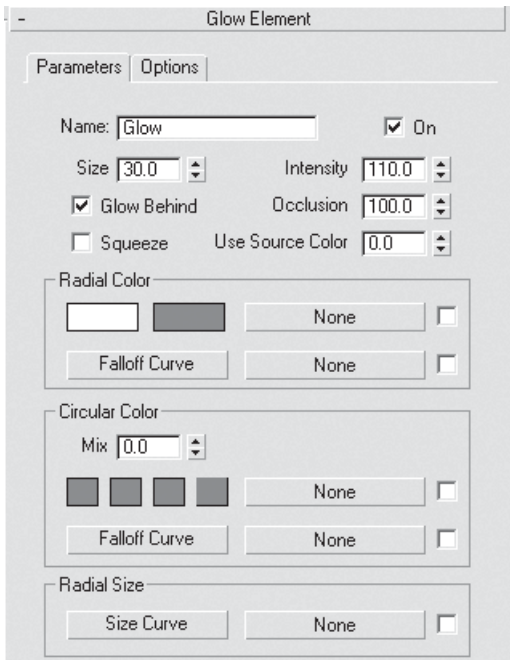 - Glow Element
Parameters Options
Name: Glow On
Size 30.0 Intensity 110.0
Glow Behind Occlusion 100.0
Squeeze Use Source Color 0.0
Radial Color
None
Falloff Curve None
Circular Color
Mix 0.0
None
Falloff Curve None
Radial Size
Size Curve None